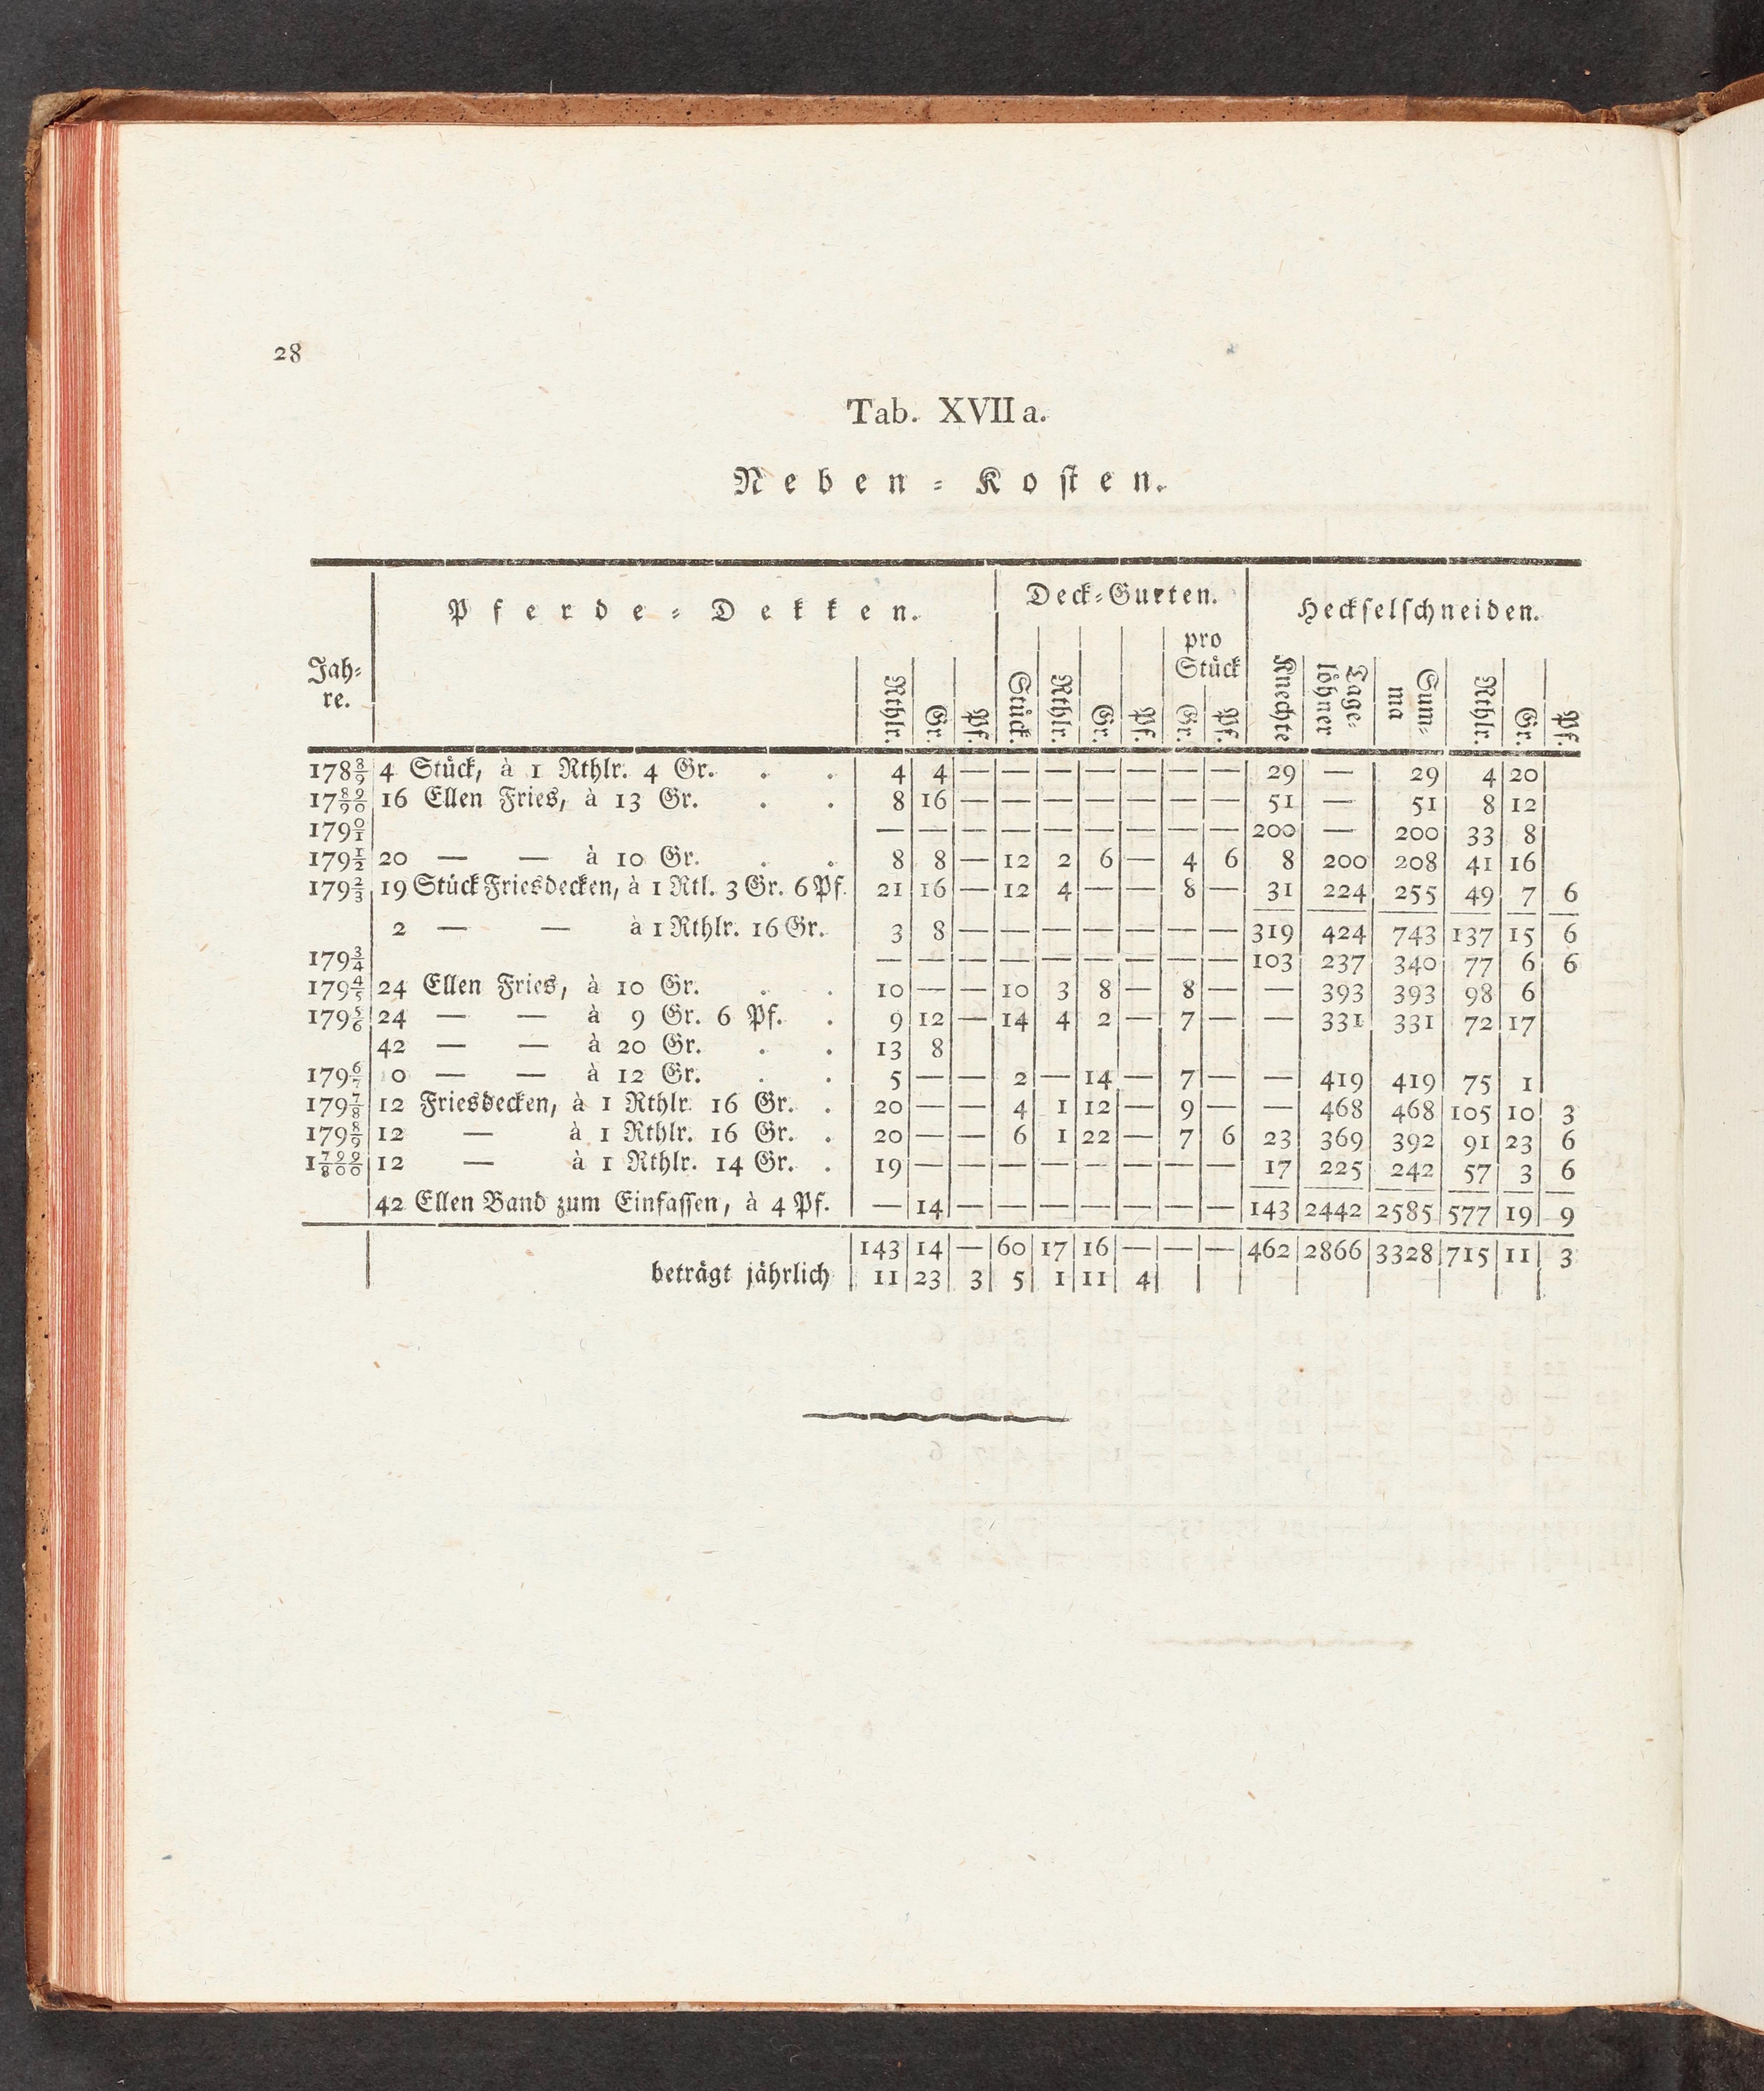 28
Tab. XVII a.
Neben-Kosten.
Jah-
re. Pferde-Dekken. Deck-Gurten. Heckselschneiden.
pro
Stück
Rthlr. Gr. Pf. Stück. Rthlr. Gr. Pf. Gr. Pf. Knechte Tage-löhner Sum-ma Rthlr. Gr. Pf.
178 8/9 4 Stück, à 1 Rthlr. 4 Gr. . . 4 4 — — — — — — — 29 — 29 4 20
17 89/90 16 Ellen Fries, à 13 Gr. . . 8 16 — — — — — — — 51 — 51 8 12
179 0/1 — — — — — — — — — 200 — 200 33 8
179 1/2 20 — — à 10 Gr. . . 8 8 — 12 2 6 — 4 6 8 200 208 41 16
179 2/3 19 Stück Friesdecken, à 1 Rtl. 3 Gr. 6 Pf. 21 16 — 12 4 — — 8 — 31 224 255 49 7 6
2 — — à 1 Rthlr. 16 Gr. 3 8 — — — — — — — 319 424 743 137 15 6
179 3/4 — — — — — — — — — 103 237 340 77 6 6
179 4/5 24 Ellen Fries, à 10 Gr. . . 10 — — 10 3 8 — 8 — — 393 393 98 6
179 5/6 24 — — à 9 Gr. 6 Pf. . 9 12 — 14 4 2 — 7 — — 331 331 72 17
42 — — à 20 Gr. . . 13 8
179 6/7 0 — — à 12 Gr. . . 5 — — 2 — 14 — 7 — — 419 419 75 1
179 7/8 12 Friesdecken, à 1 Rthlr. 16 Gr. . 20 — — 4 1 12 — 9 — — 468 468 105 10 3
179 8/9 12 — à 1 Rthlr. 16 Gr. . 20 — — 6 1 22 — 7 6 23 369 392 91 23 6
1 799/800 12 — à 1 Rthlr. 14 Gr. . 19 — — — — — — — — 17 225 242 57 3 6
42 Ellen Band zum Einfassen, à 4 Pf. — 14 — — — — — — — 143 2442 2585 577 19 9
143 14 — 60 17 16 — — — 462 2866 3328 715 11 3
beträgt jährlich 11 23 3 5 1 11 4